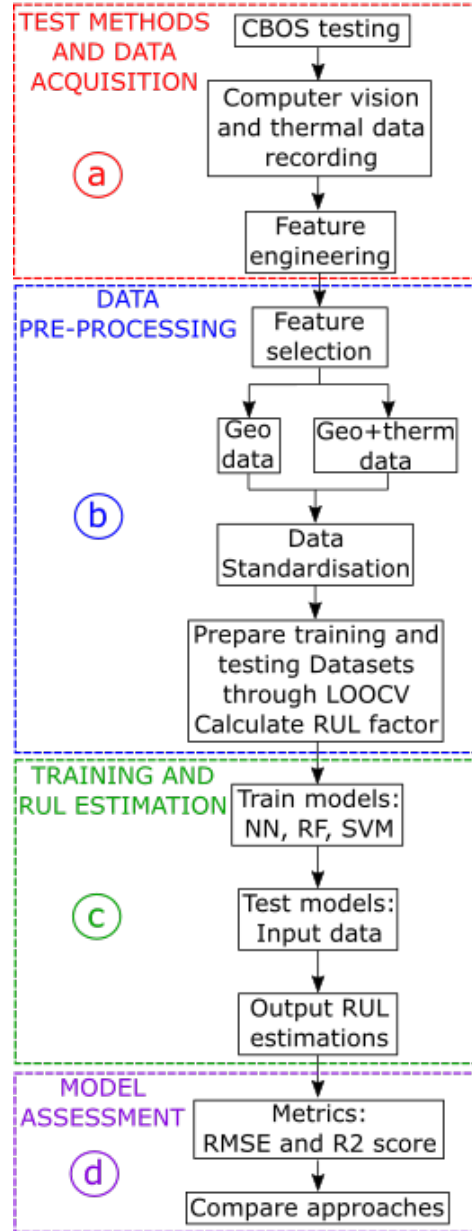 TEST METHODS
AND DATA
ACQUISITION
a
CBOS testing
Computer vision
and thermal data
recording
Feature
engineering
DATA
PRE-PROCESSING
b
Feature
selection
Geo
data
Geo+therm
data
Data
Standardisation
Prepare training and
testing Datasets
through LOOCV
Calculate RUL factor
TRAINING AND
RUL ESTIMATION
c
Train models:
NN, RF, SVM
Test models:
Input data
Output RUL
estimations
MODEL
ASSESSMENT
d
Metrics:
RMSE and R2 score
Compare approaches